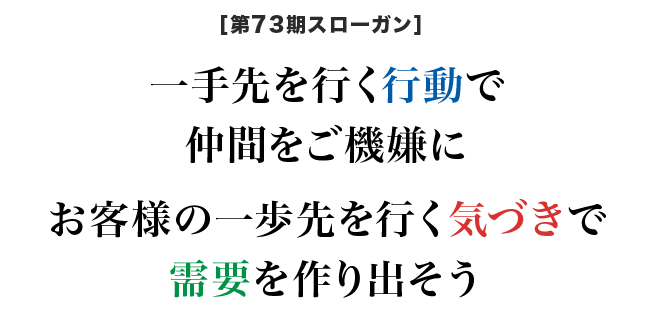 [第73期スローガン]
一手先を行く行動で
仲間をご機嫌に
お客様の一歩先を行く気づきで
需要を作り出そう